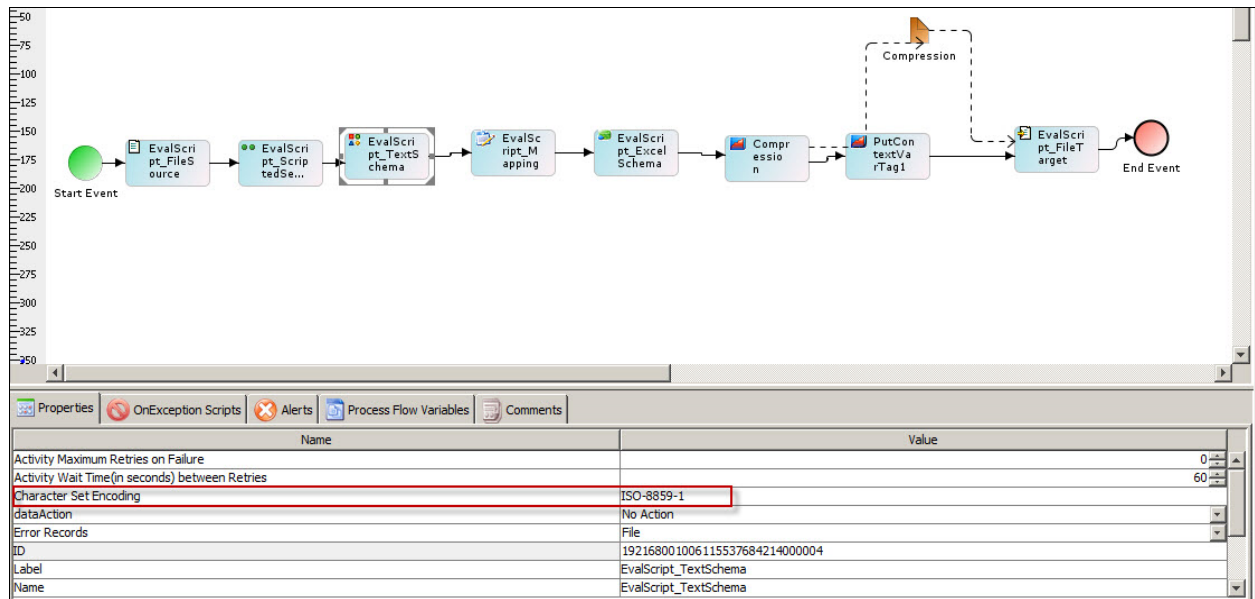 50
75
100
125
150
175
200
225
250
275
300
325
350
Compression
Start Event
EvalScri
pt_FileS
ource
EvalScri
pt_Scrip
tedSe...
EvalScri
pt_TextS
chema
EvalSc
ript_M
apping
EvalScri
pt_Excel
Schema
Compr
essio
n
PutCon
textVa
rTag1
EvalScri
pt_FileT
arget
End Event
Properties OnException Scripts Alerts Process Flow Variables Comments
Name Value
Activity Maximum Retries on Failure 0
Activity Wait Time(in seconds) between Retries 60
Character Set Encoding ISO-8859-1
dataAction No Action
Error Records File
ID 192168001006115537684214000004
Label EvalScript_TextSchema
Name EvalScript_TextSchema